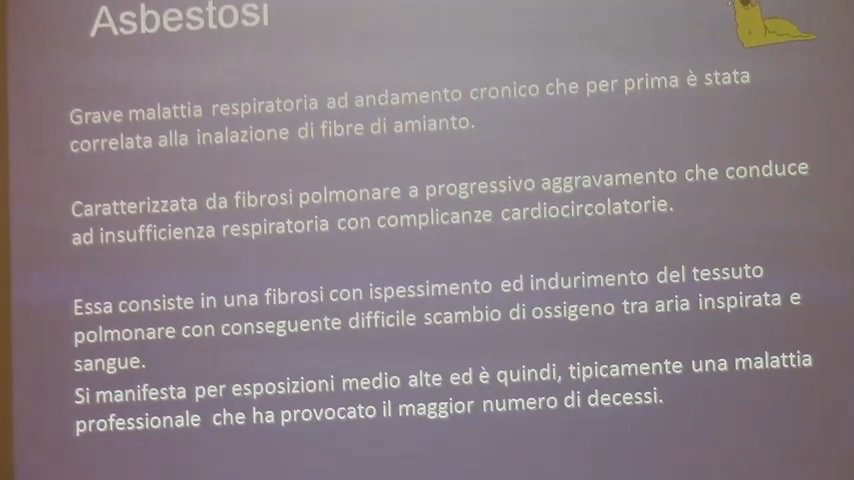 Asbestosi
Grave malattia respiratoria ad andamento cronico che per prima è stata
correlata alla inalazione di fibre di amianto.
Caratterizzata da fibrosi polmonare a progressivo aggravamento che conduce
ad insufficienza respiratoria con complicanze cardiocircolatorie.
Essa consiste in una fibrosi con ispessimento ed indurimento del tessuto
polmonare con conseguente difficile scambio di ossigeno tra aria inspirata e
sangue.
Si manifesta per esposizioni medio alte ed è quindi, tipicamente una malattia
professionale che ha provocato il maggior numero di decessi.